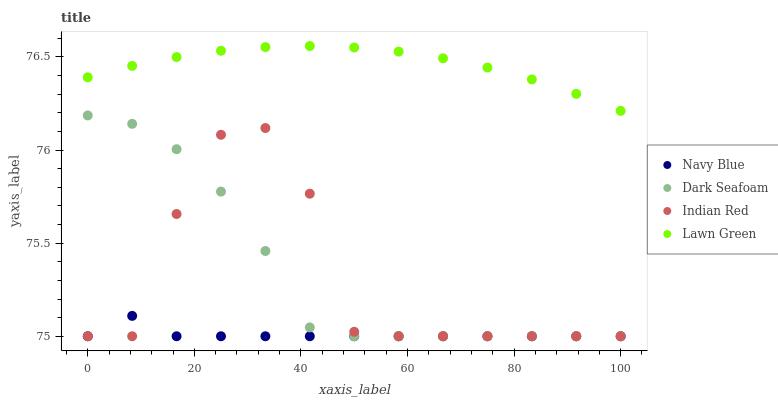 title
76.5
76
75.5
75
0 20 40 60 80 100
xaxis_label
yaxis_label
Navy Blue
Dark Seafoam
Indian Red
Lawn Green